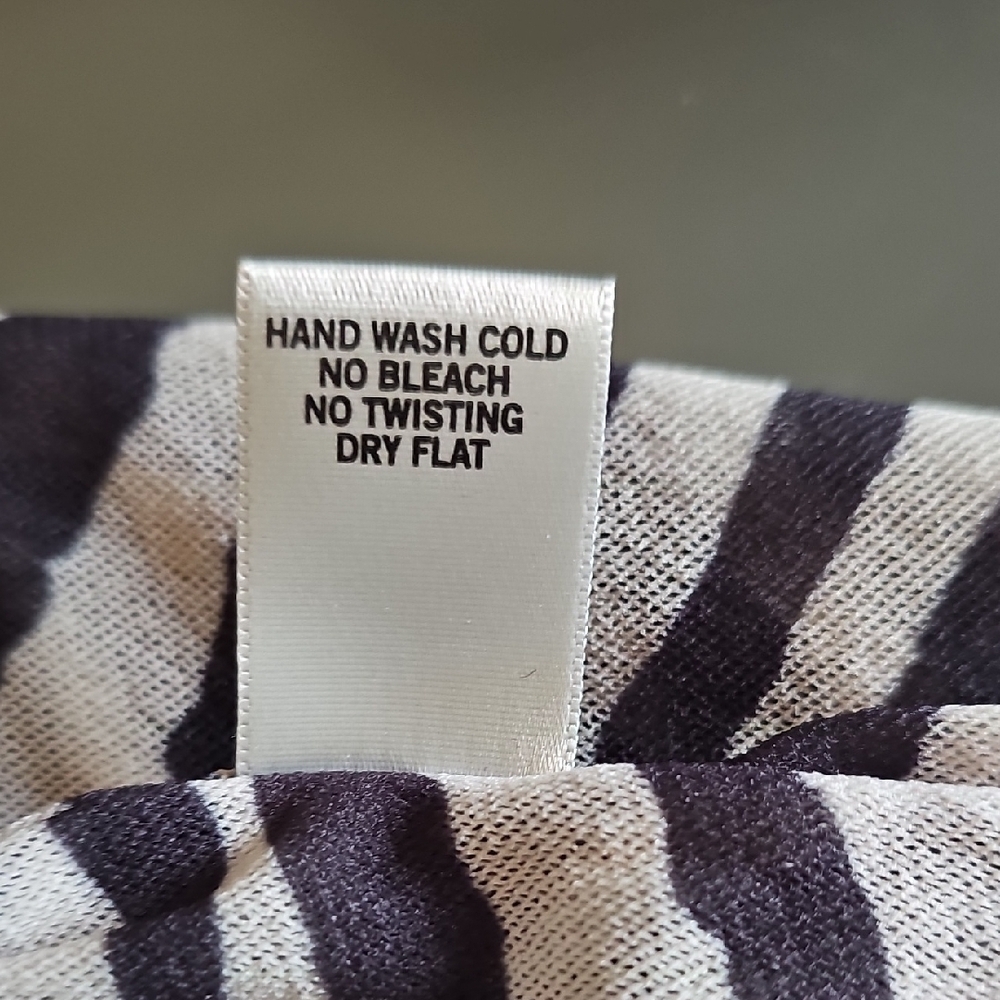 HAND WASH COLD
NO BLEACH
NO TWISTING
DRY FLAT